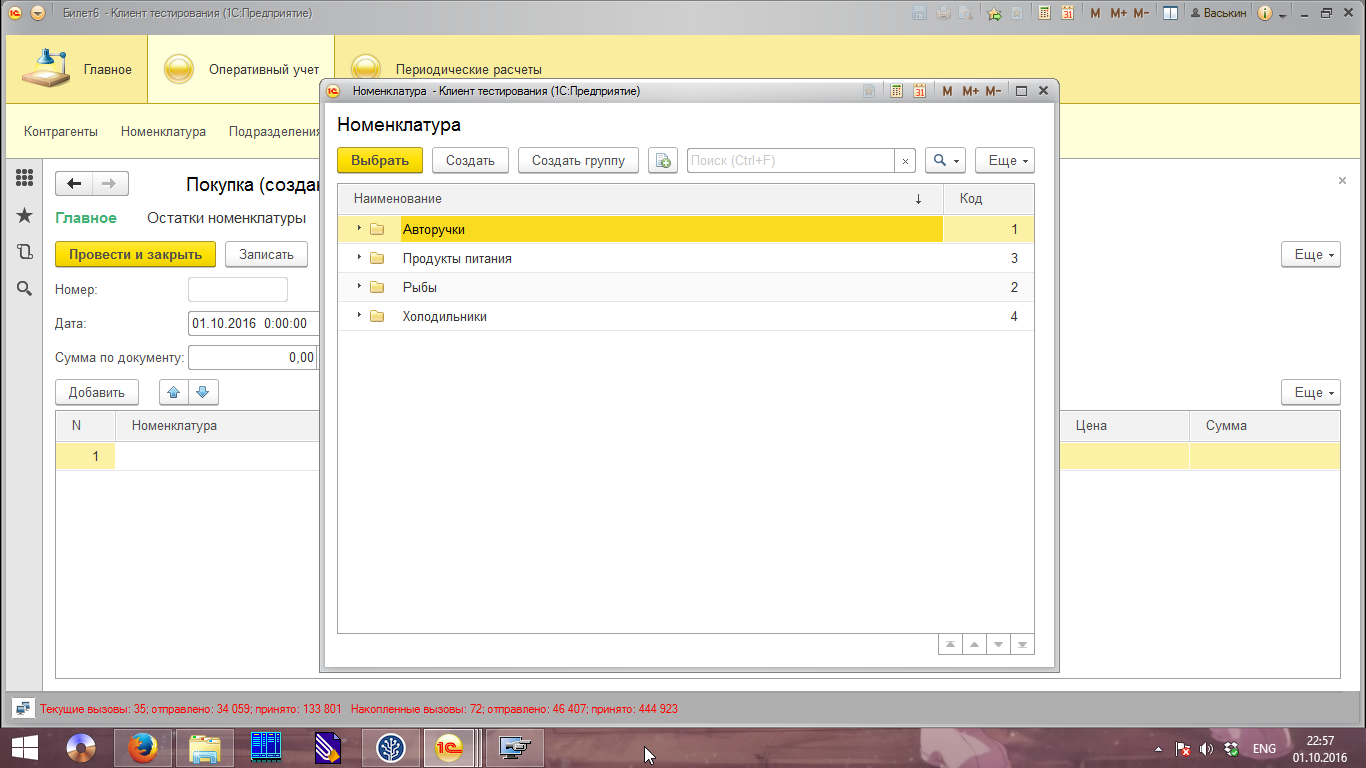 Билет6 - Клиент тестирования (1С:Предприятие)
31 M M+ M- Васькин i
Главное
Оперативный учет
Периодические расчеты
Контрагенты Номенклатура Подразделения
Номенклатура - Клиент тестирования (1С:Предприятие)
31 M M+ M-
Номенклатура
Выбрать Создать Создать группу Поиск (Ctrl+F) × Еще
Наименование ↓ Код
Авторучки 1
Продукты питания 3
Рыбы 2
Холодильники 4
Покупка (создан
Главное Остатки номенклатуры
Провести и закрыть Записать Еще
Номер:
Дата: 01.10.2016 0:00:00
Сумма по документу: 0,00
Добавить Еще
N Номенклатура Цена Сумма
1
Текущие вызовы: 35; отправлено: 34 059; принято: 133 801 Накопленные вызовы: 72; отправлено: 46 407; принято: 444 923
ENG 22:57
01.10.2016